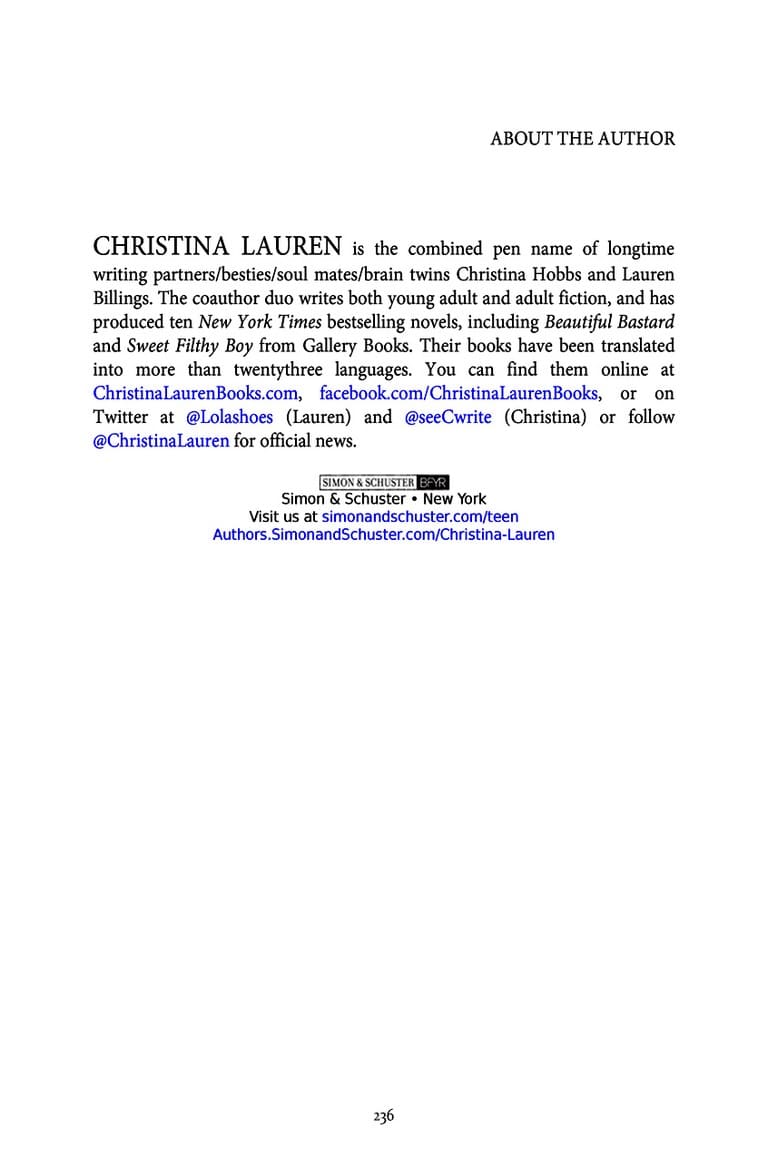 ABOUT THE AUTHOR
CHRISTINA LAUREN is the combined pen name of longtime
writing partners/besties/soul mates/brain twins Christina Hobbs and Lauren
Billings. The coauthor duo writes both young adult and adult fiction, and has
produced ten New York Times bestselling novels, including Beautiful Bastard
and Sweet Filthy Boy from Gallery Books. Their books have been translated
into more than twentythree languages. You can find them online at
ChristinaLaurenBooks.com, facebook.com/ChristinaLaurenBooks, or on
Twitter at @Lolashoes (Lauren) and @seeCwrite (Christina) or follow
@ChristinaLauren for official news.
SIMON & SCHUSTER BFYR
Simon & Schuster • New York
Visit us at simonandschuster.com/teen
Authors.SimonandSchuster.com/Christina-Lauren
236